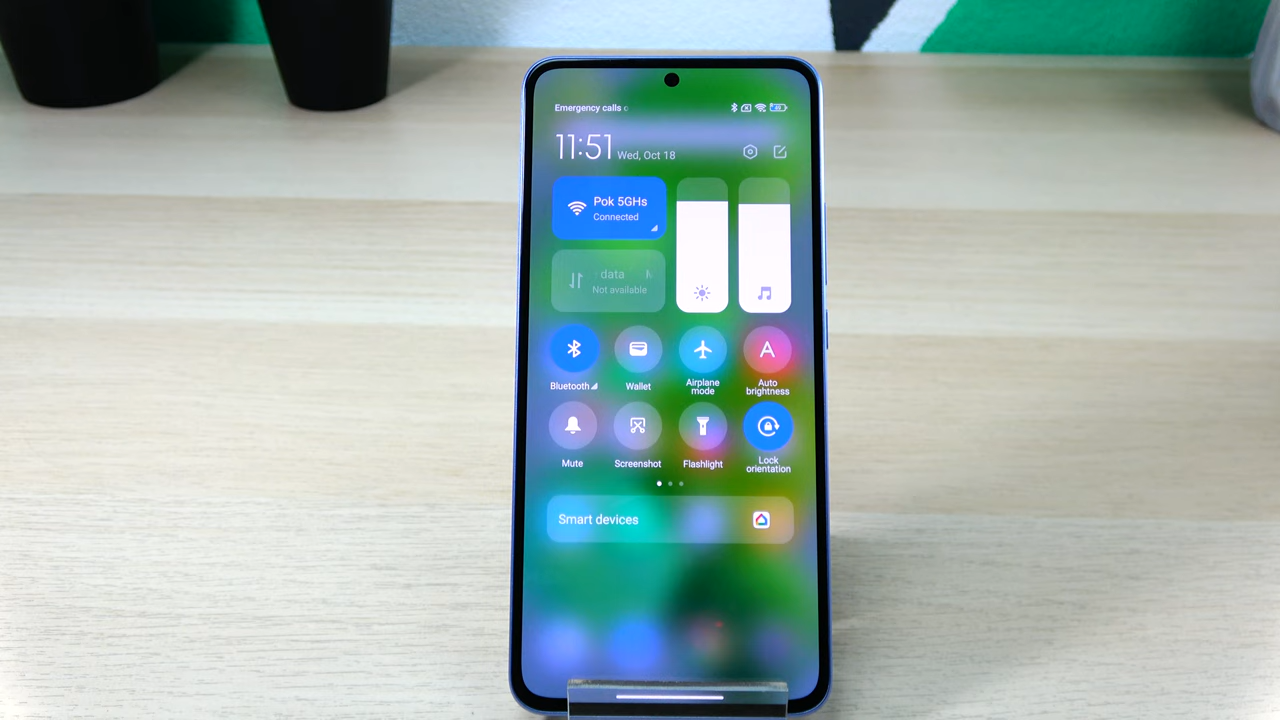 Emergency calls
11:51 Wed, Oct 18
Pok 5GHs
Connected
data
Not available
Bluetooth
Wallet
Airplane
mode
A
Auto
brightness
Mute
Screenshot
Flashlight
Lock
orientation
Smart devices